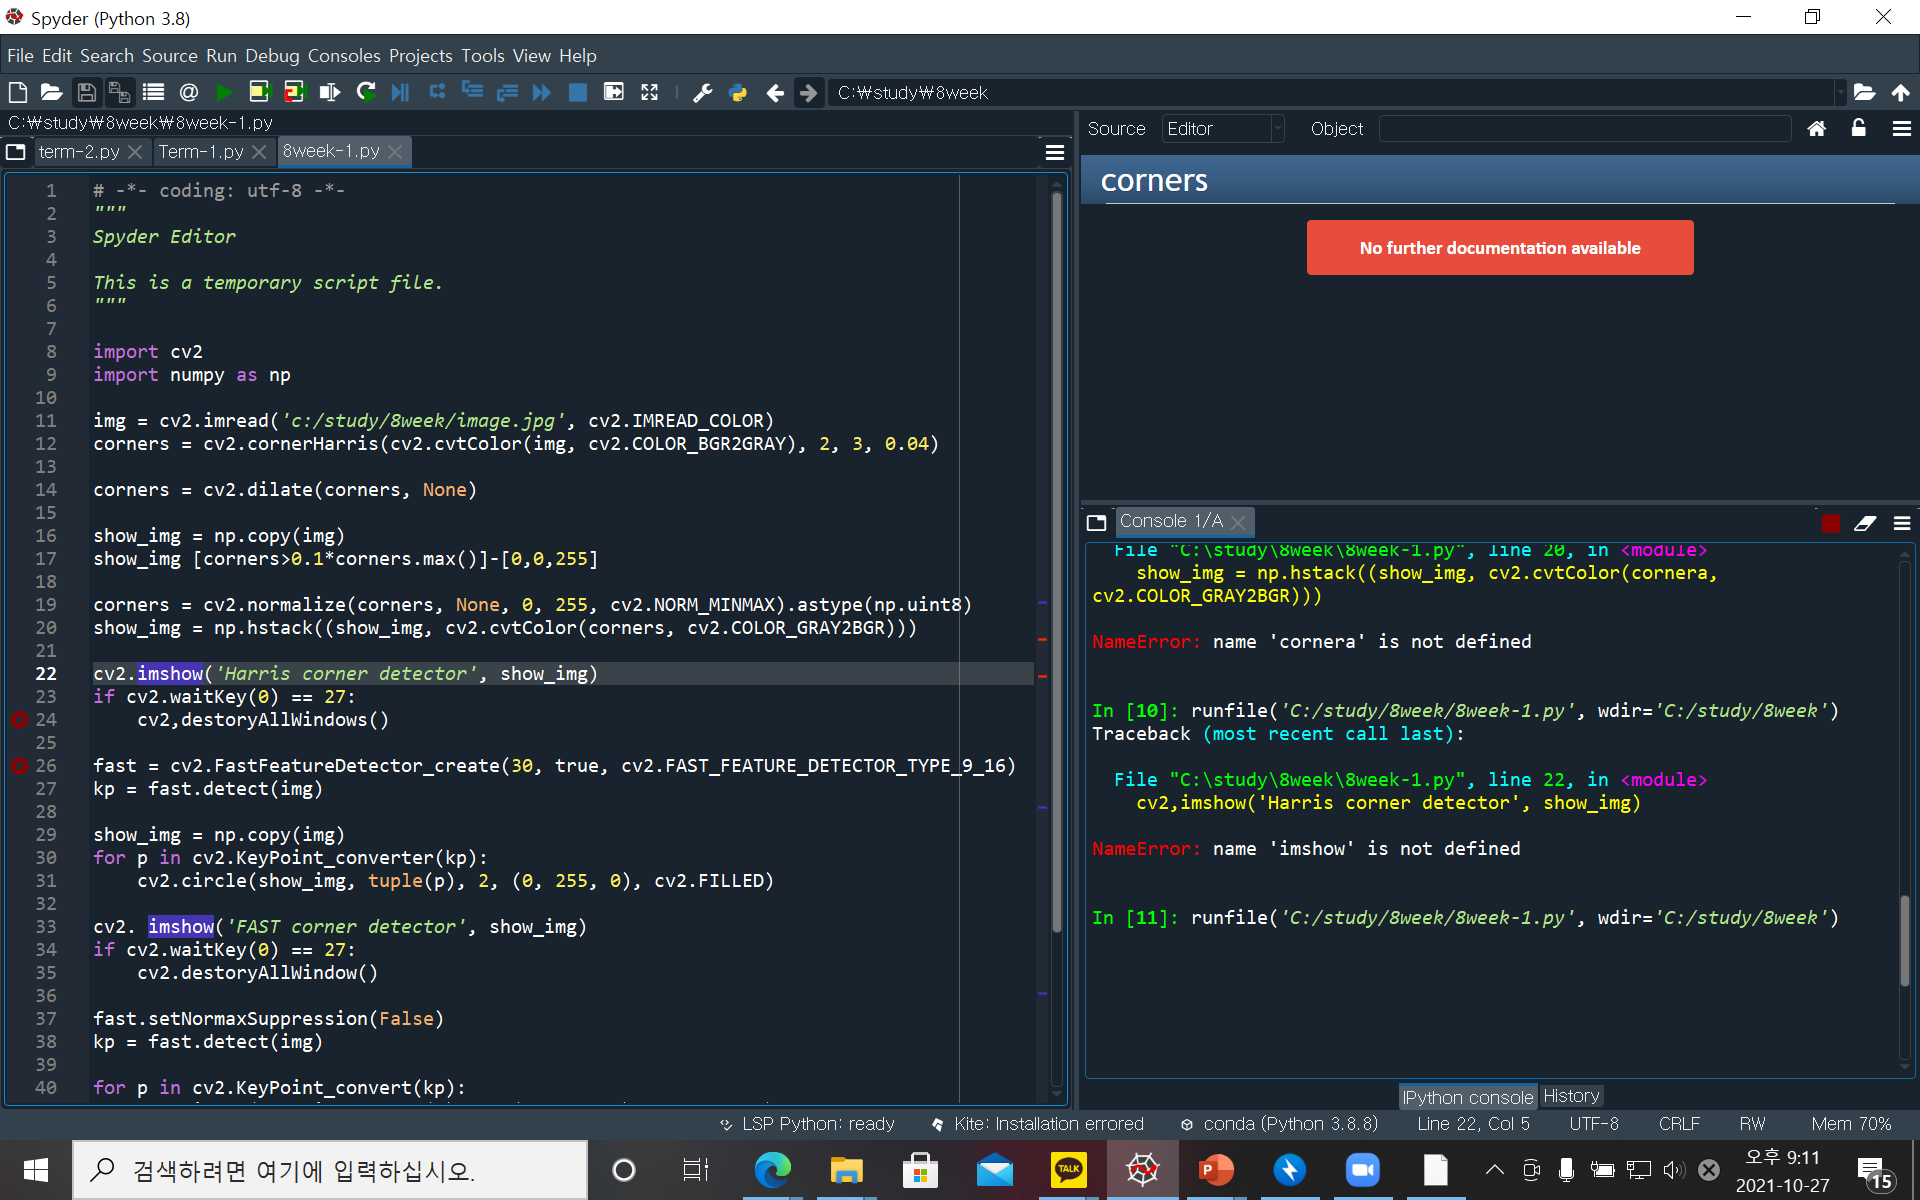 Spyder (Python 3.8)
File Edit Search Source Run Debug Consoles Projects Tools View Help
C:₩study₩8week
C:₩study₩8week₩8week-1.py
term-2.py
Term-1.py
8week-1.py
1 # -*- coding: utf-8 -*-
2 """
3 Spyder Editor
4
5 This is a temporary script file.
6 """
7
8 import cv2
9 import numpy as np
10
11 img = cv2.imread('c:/study/8week/image.jpg', cv2.IMREAD_COLOR)
12 corners = cv2.cornerHarris(cv2.cvtColor(img, cv2.COLOR_BGR2GRAY), 2, 3, 0.04)
13
14 corners = cv2.dilate(corners, None)
15
16 show_img = np.copy(img)
17 show_img [corners>0.1*corners.max()]-[0,0,255]
18
19 corners = cv2.normalize(corners, None, 0, 255, cv2.NORM_MINMAX).astype(np.uint8)
20 show_img = np.hstack((show_img, cv2.cvtColor(corners, cv2.COLOR_GRAY2BGR)))
21
22 cv2.imshow('Harris corner detector', show_img)
23 if cv2.waitKey(0) == 27:
24     cv2,destoryAllWindows()
25
26 fast = cv2.FastFeatureDetector_create(30, true, cv2.FAST_FEATURE_DETECTOR_TYPE_9_16)
27 kp = fast.detect(img)
28
29 show_img = np.copy(img)
30 for p in cv2.KeyPoint_converter(kp):
31     cv2.circle(show_img, tuple(p), 2, (0, 255, 0), cv2.FILLED)
32
33 cv2. imshow('FAST corner detector', show_img)
34 if cv2.waitKey(0) == 27:
35     cv2.destoryAllWindow()
36
37 fast.setNormaxSuppression(False)
38 kp = fast.detect(img)
39
40 for p in cv2.KeyPoint_convert(kp):
Source Editor Object
corners
No further documentation available
Console 1/A
File "C:\study\8week\8week-1.py", line 20, in <module>
show_img = np.hstack((show_img, cv2.cvtColor(cornera,
cv2.COLOR_GRAY2BGR)))
NameError: name 'cornera' is not defined
In [10]: runfile('C:/study/8week/8week-1.py', wdir='C:/study/8week')
Traceback (most recent call last):
File "C:\study\8week\8week-1.py", line 22, in <module>
cv2,imshow('Harris corner detector', show_img)
NameError: name 'imshow' is not defined
In [11]: runfile('C:/study/8week/8week-1.py', wdir='C:/study/8week')
IPython console History
LSP Python: ready Kite: Installation errored conda (Python 3.8.8) Line 22, Col 5 UTF-8 CRLF RW Mem 70%
검색하려면 여기에 입력하십시오.
TALK
오후 9:11
2021-10-27
15